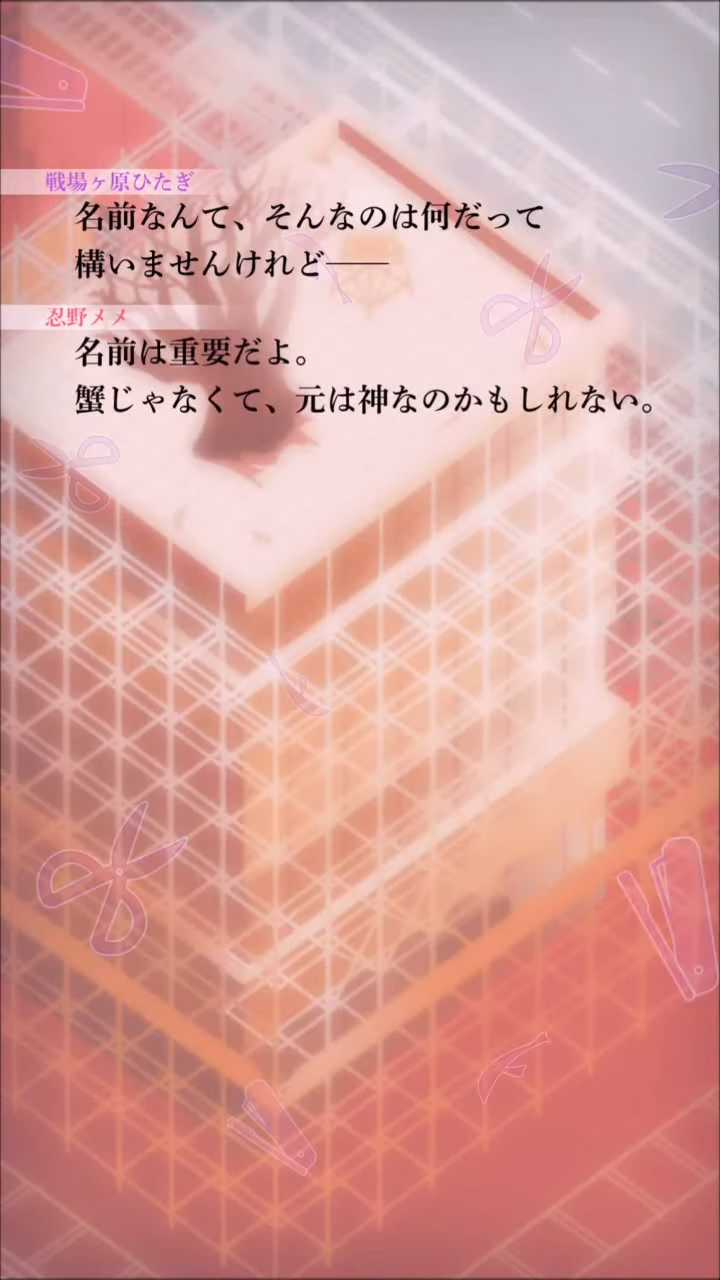 戦場ヶ原ひたぎ
名前なんて、そんなのは何だって
構いませんけれど――
忍野メメ
名前は重要だよ。
蟹じゃなくて、元は神なのかもしれない。